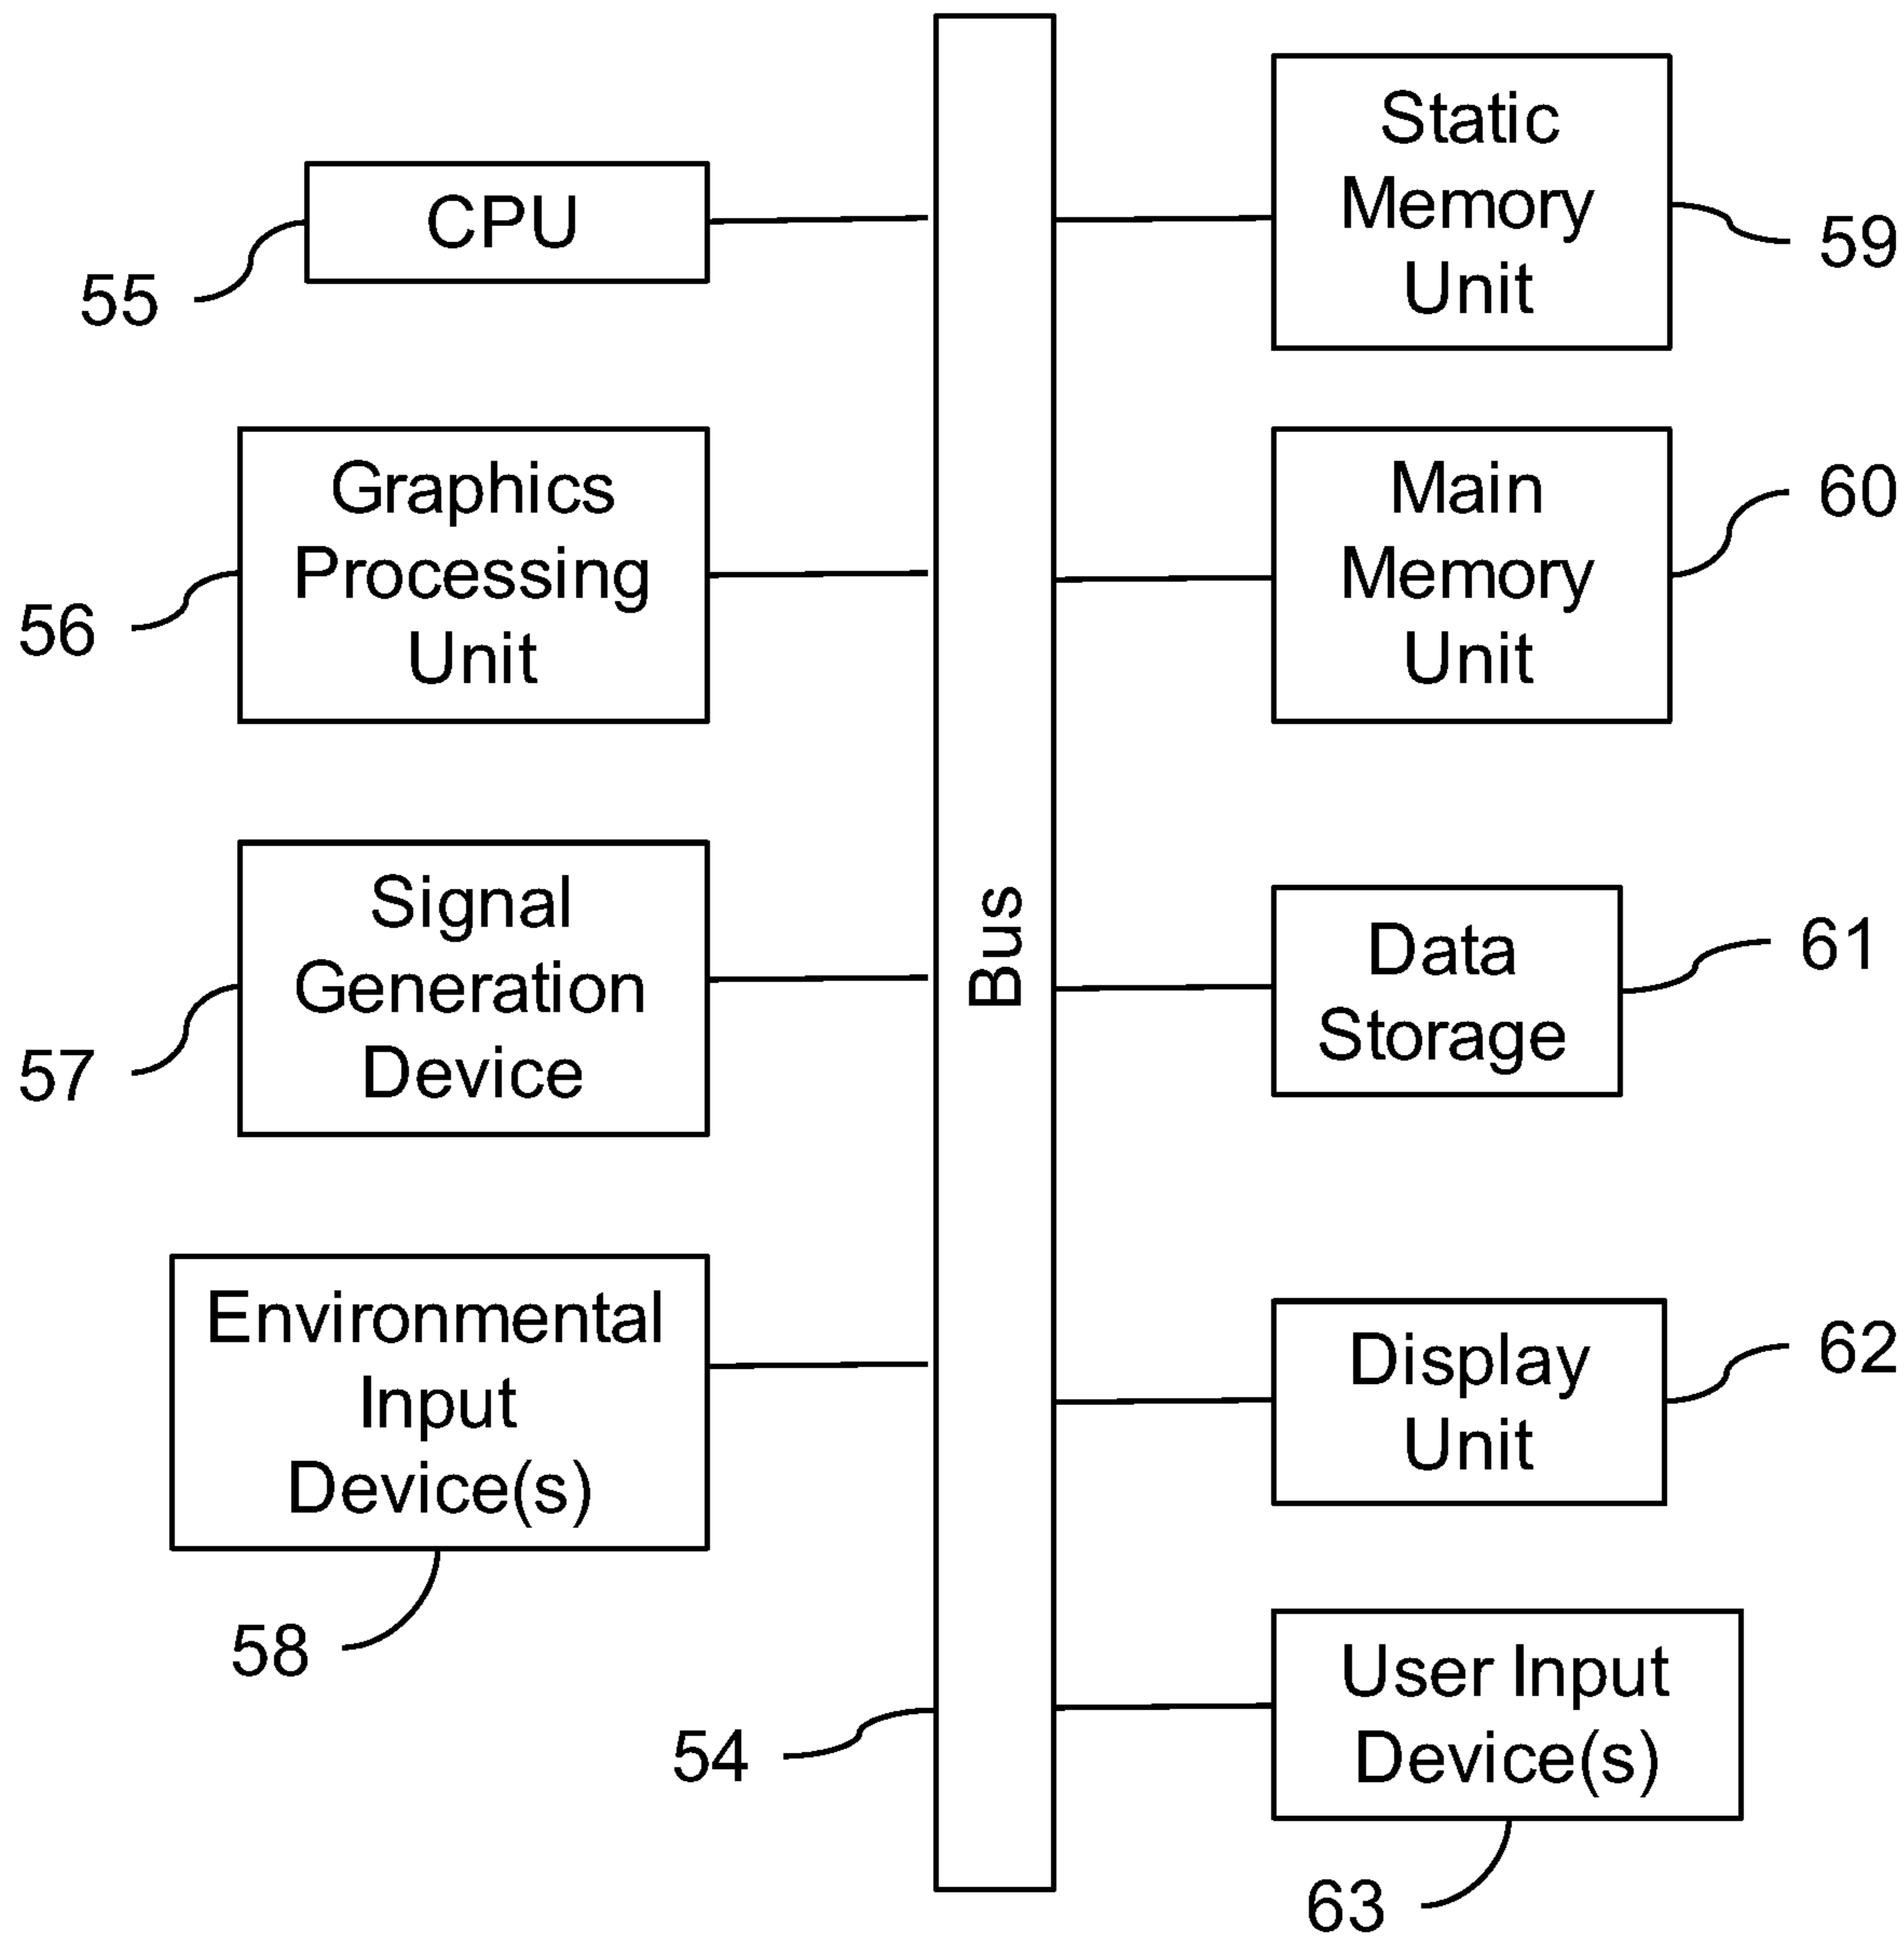 CPU
55
Graphics
Processing
Unit
56
Signal
Generation
Device
57
Environmental
Input
Device(s)
58
Bus
54
Static
Memory
Unit
59
Main
Memory
Unit
60
Data
Storage
61
Display
Unit
62
User Input
Device(s)
63